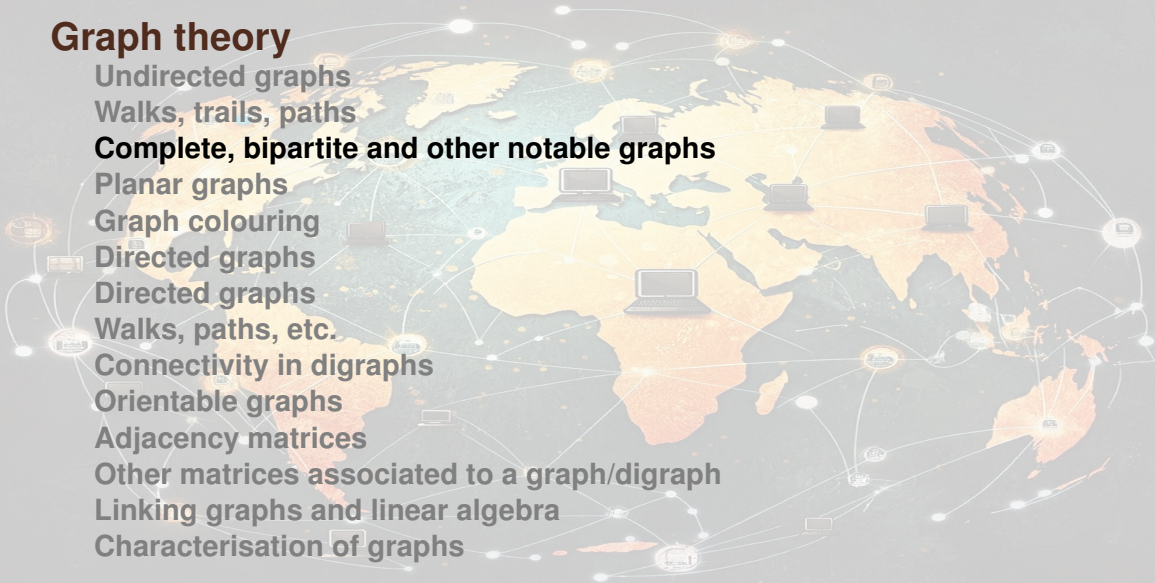 Graph theory
Undirected graphs
Walks, trails, paths
Complete, bipartite and other notable graphs
Planar graphs
Graph colouring
Directed graphs
Directed graphs
Walks, paths, etc.
Connectivity in digraphs
Orientable graphs
Adjacency matrices
Other matrices associated to a graph/digraph
Linking graphs and linear algebra
Characterisation of graphs